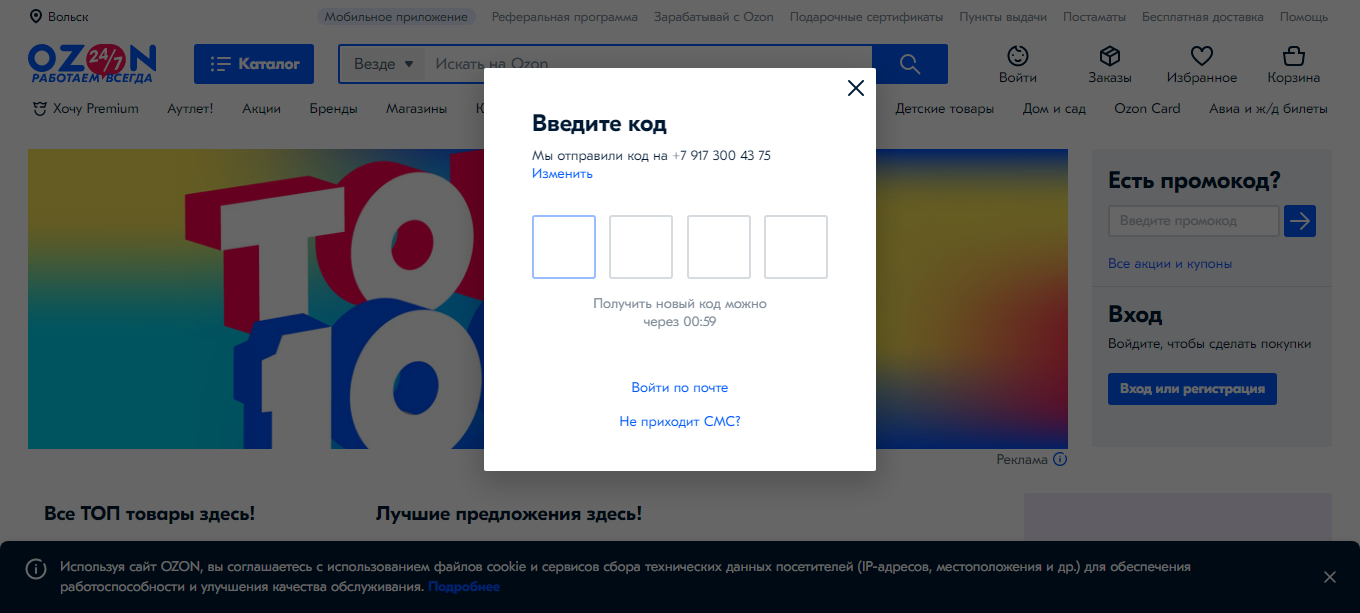 Вольск
Мобильное приложение
Реферальная программа
Зарабатывай с Ozon
Подарочные сертификаты
Пункты выдачи
Постаматы
Бесплатная доставка
Помощь
OZON
24/7
РАБОТАЕМ ВСЕГДА
Каталог
Везде
Искать на Ozon
Войти
Заказы
Избранное
Корзина
Хочу Premium
Аутлет!
Акции
Бренды
Магазины
Детские товары
Дом и сад
Ozon Card
Авиа и ж/д билеты
Введите код
Мы отправили код на +7 917 300 43 75
Изменить
Получить новый код можно
через 00:59
Войти по почте
Не приходит СМС?
Есть промокод?
Введите промокод
Все акции и купоны
Вход
Войдите, чтобы сделать покупки
Вход или регистрация
Реклама
Все ТОП товары здесь!
Лучшие предложения здесь!
Используя сайт OZON, вы соглашаетесь с использованием файлов cookie и сервисов сбора технических данных посетителей (IP-адресов, местоположения и др.) для обеспечения
работоспособности и улучшения качества обслуживания. Подробнее